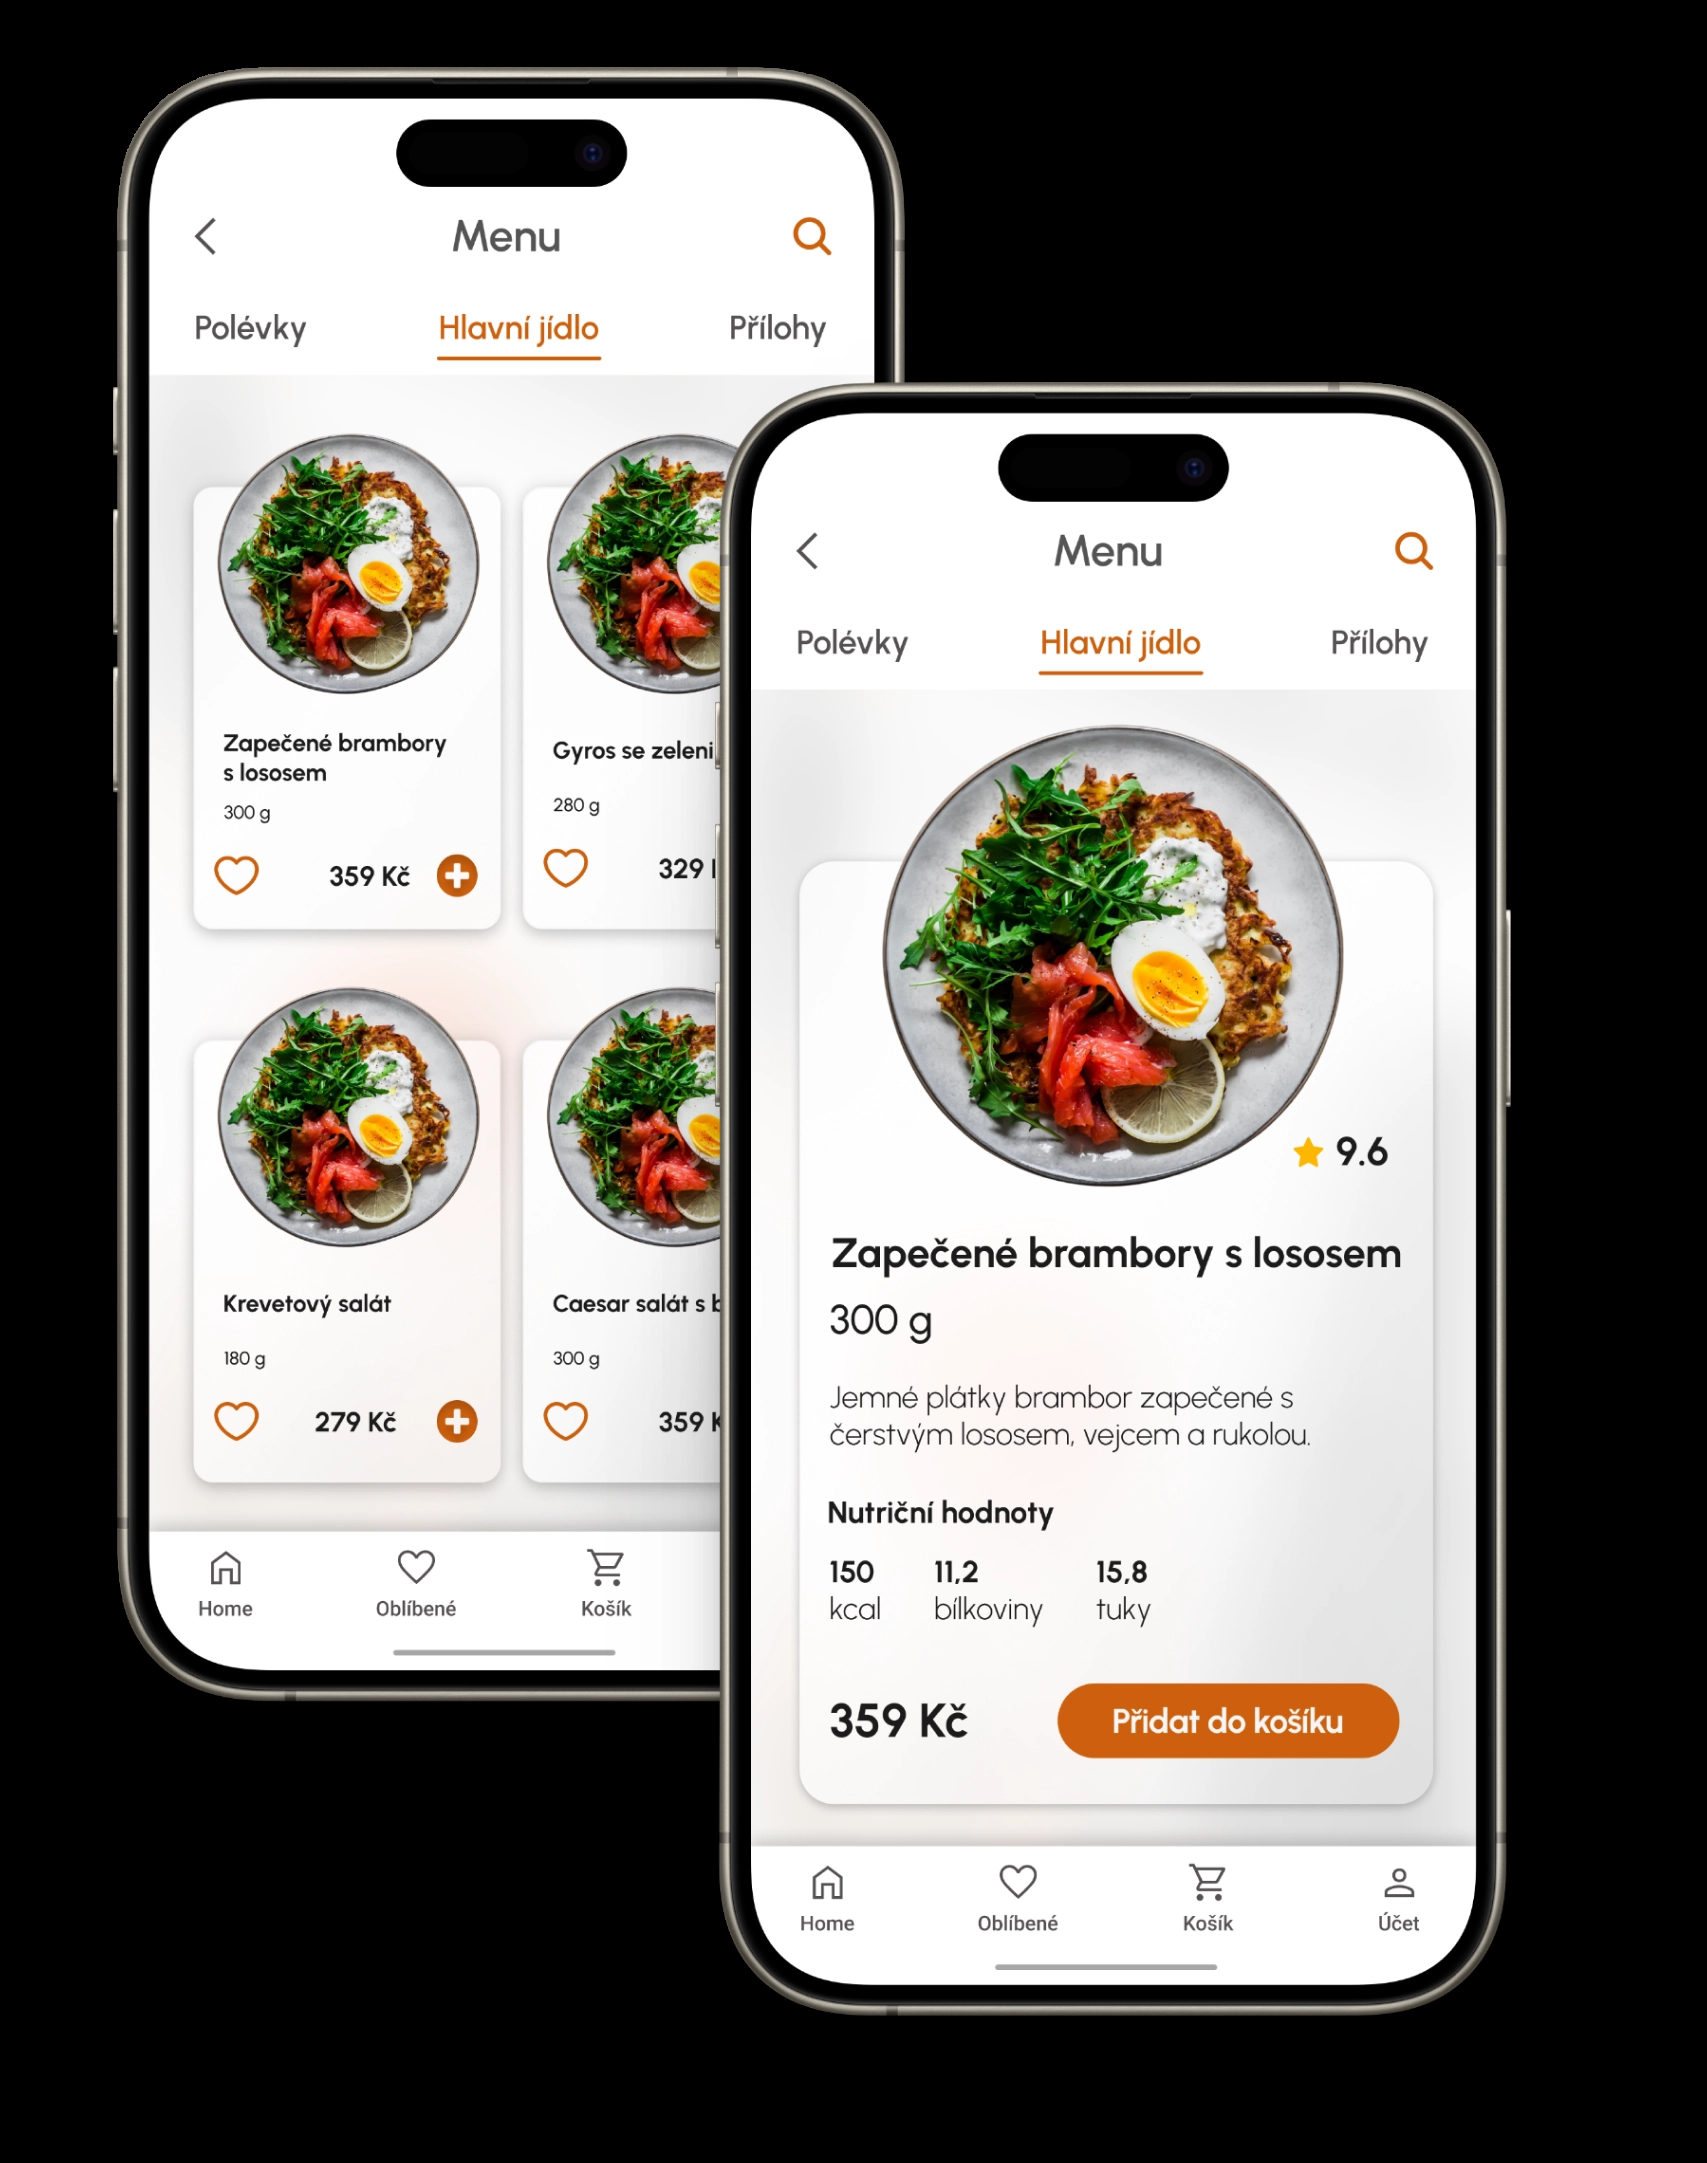 Menu
Polévky Hlavní jídlo Přílohy
Zapečené brambory
s lososem
300 g
359 Kč
Gyros se zeleni
280 g
329
Krevetový salát
180 g
279 Kč
Caesar salát s
300 g
359
Home Oblíbené Košík
Menu
Polévky Hlavní jídlo Přílohy
9.6
Zapečené brambory s lososem
300 g
Jemné plátky brambor zapečené s
čerstvým lososem, vejcem a rukolou.
Nutriční hodnoty
150 11,2 15,8
kcal bílkoviny tuky
359 Kč Přidat do košíku
Home Oblíbené Košík Účet